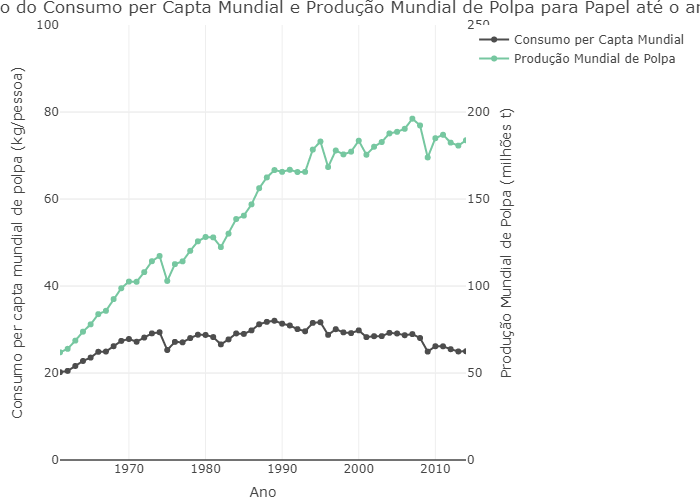 o do Consumo per Capta Mundial e Produção Mundial de Polpa para Papel até o ar
100
80
60
40
20
0
Consumo per capta mundial de polpa (kg/pessoa)
250
200
150
100
50
0
Produção Mundial de Polpa (milhões t)
Consumo per Capta Mundial
Produção Mundial de Polpa
1970
1980
1990
2000
2010
Ano